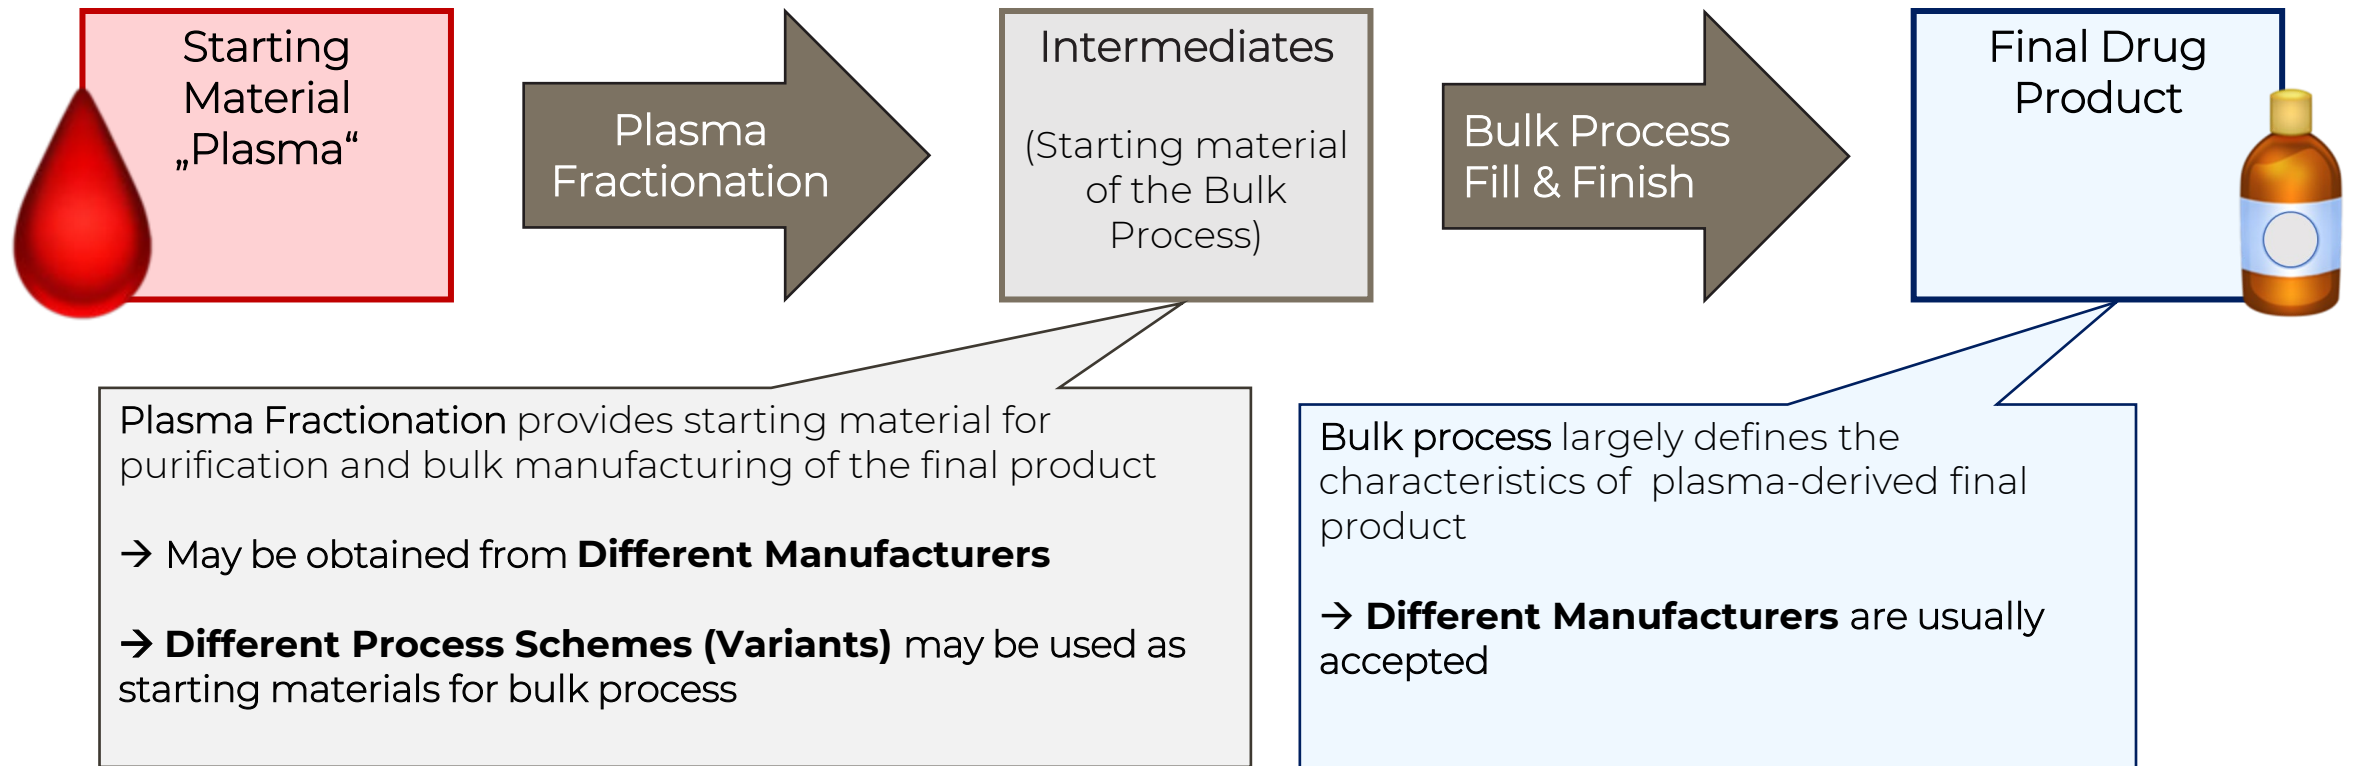 Starting
Material
„Plasma“
Plasma
Fractionation
Intermediates
(Starting material
of the Bulk
Process)
Bulk Process
Fill & Finish
Final Drug
Product
Plasma Fractionation provides starting material for
purification and bulk manufacturing of the final product
→ May be obtained from Different Manufacturers
→ Different Process Schemes (Variants) may be used as
starting materials for bulk process
Bulk process largely defines the
characteristics of  plasma-derived final
product
→ Different Manufacturers are usually
accepted